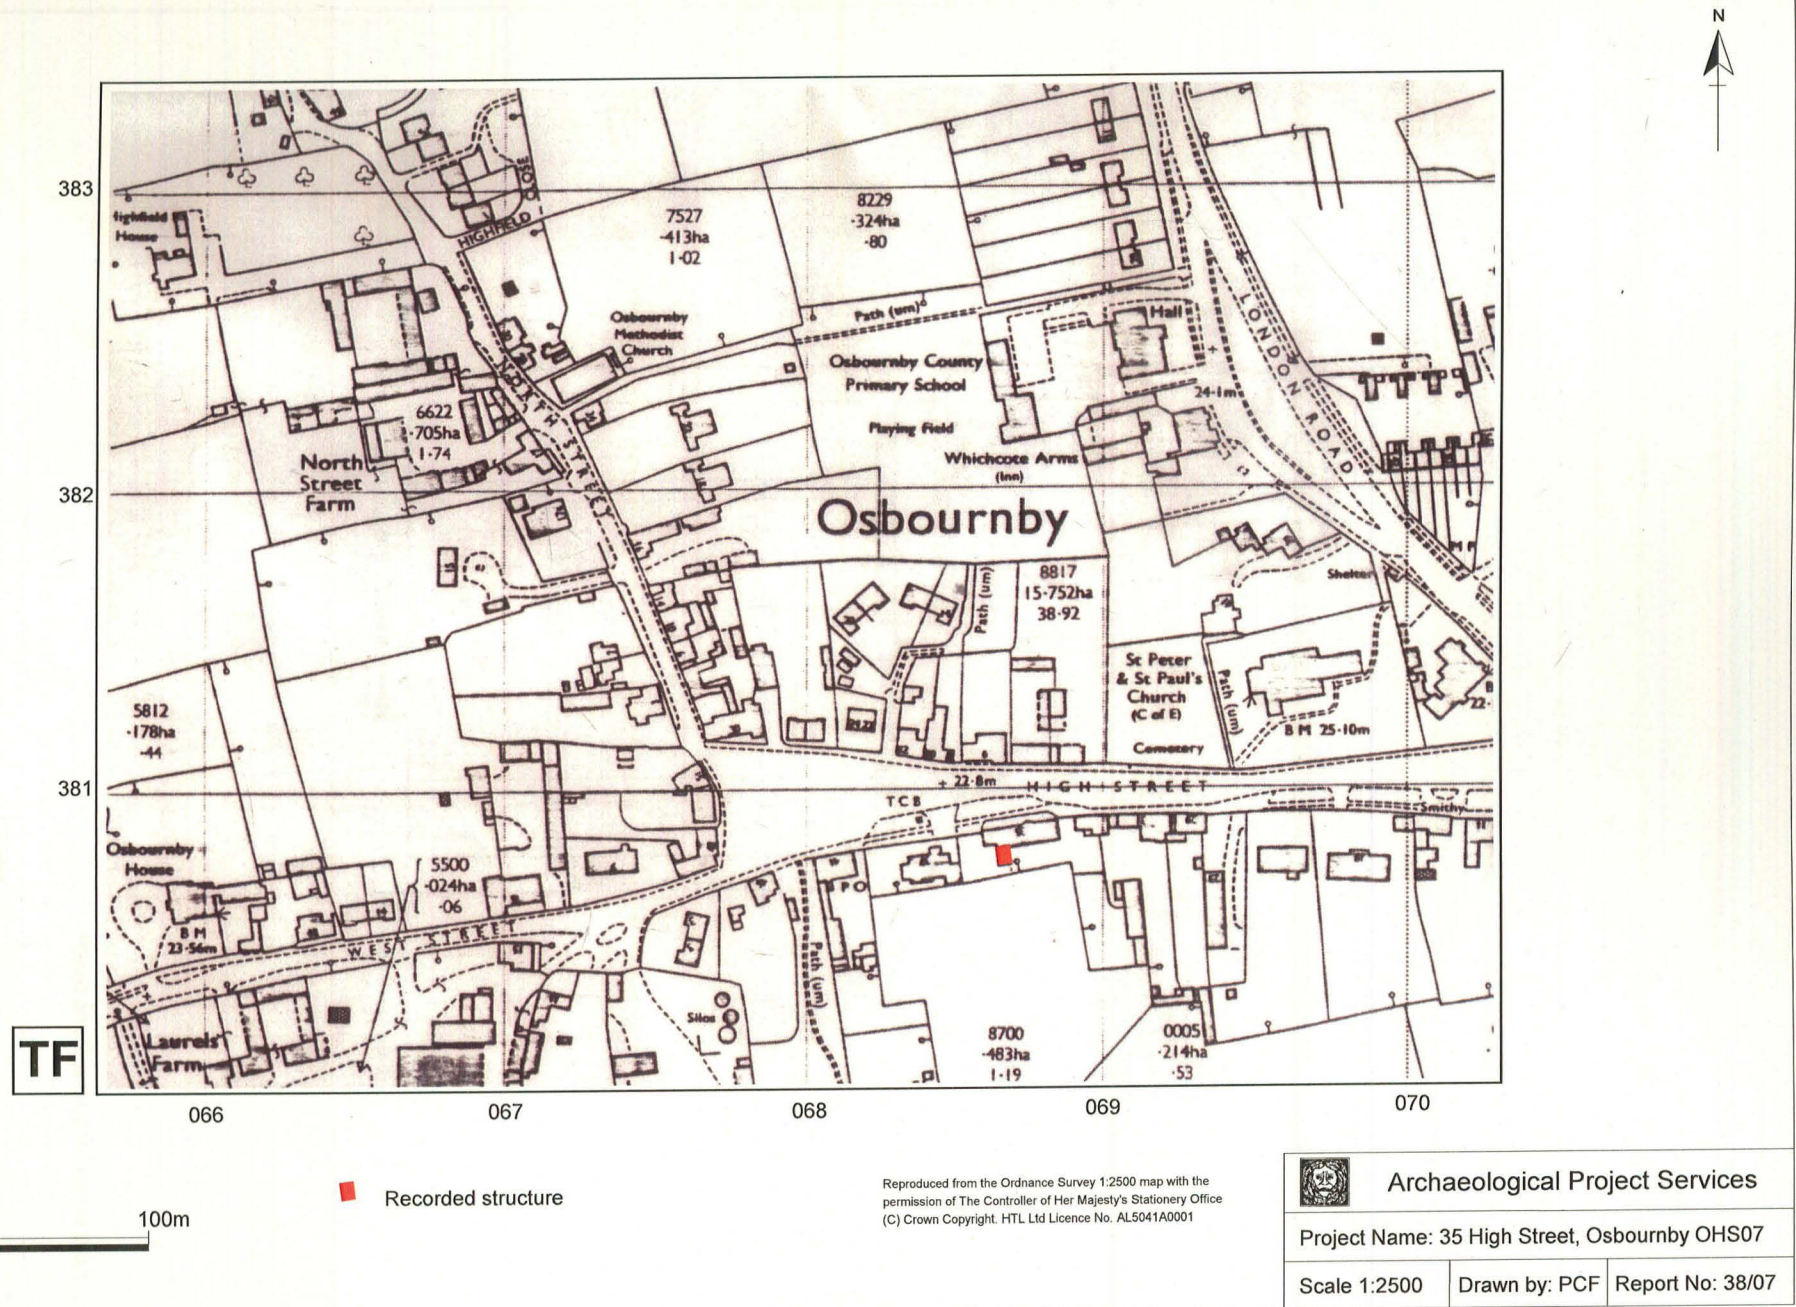 N
383
382
381
TF
066
067
068
069
070
HIGHFIELD
CLOSE
Highfield
House
7527
·413ha
1·02
8229
·324ha
·80
Osbournby
Methodist
Church
Path (um)
Hall
Osbournby County
Primary School
Playing Field
Whichcote Arms
(Inn)
24·1m
LONDON ROAD
NORTH STREET
6622
·705ha
1·74
North
Street
Farm
Osbournby
Path (um)
8817
15·752ha
38·92
Shelter
St Peter
& St Paul's
Church
(C of E)
Path (um)
Cemetery
B M 25·10m
5812
·178ha
·44
+ 22·8m
HIGH STREET
TCB
Smithy
Osbournby
House
5500
·024ha
·06
B M
23·56m
WEST STREET
Path (um)
Silos
Laurels
Farm
8700
·483ha
1·19
0005
·214ha
·53
Recorded structure
100m
Reproduced from the Ordnance Survey 1:2500 map with the
permission of The Controller of Her Majesty's Stationery Office
(C) Crown Copyright. HTL Ltd Licence No. AL5041A0001
Archaeological Project Services
Project Name: 35 High Street, Osbournby OHS07
Scale 1:2500
Drawn by: PCF
Report No: 38/07